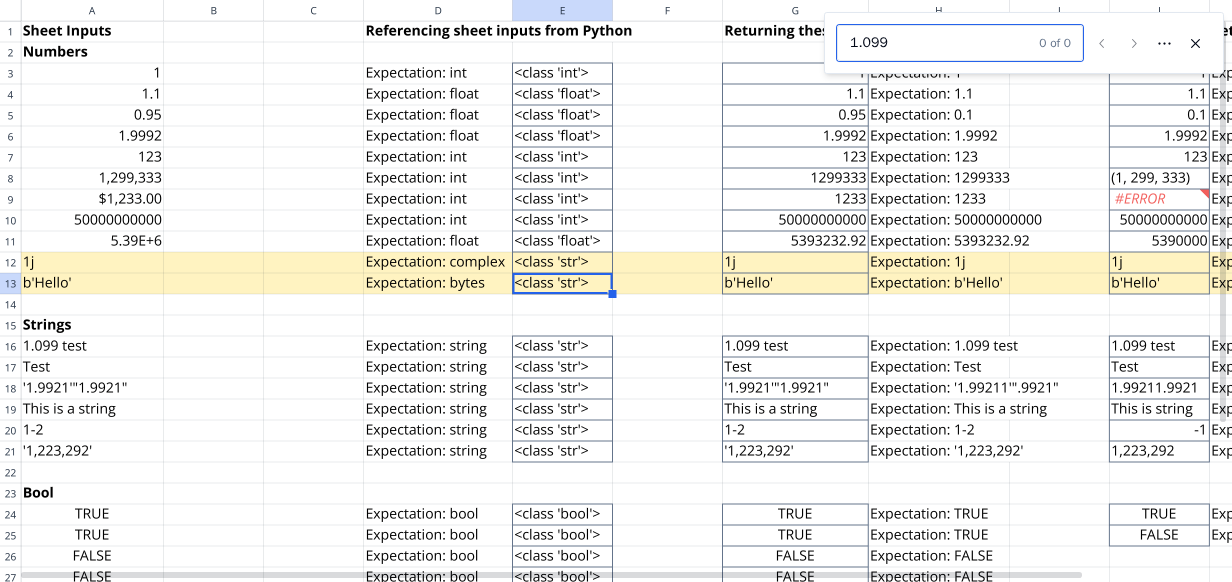 A B C D E F G H I J
1 Sheet Inputs Referencing sheet inputs from Python Returning thes
1.099 0 of 0
2 Numbers
3 1 Expectation: int <class 'int'> 1 Expectation: 1 1 Exp
4 1.1 Expectation: float <class 'float'> 1.1 Expectation: 1.1 1.1 Exp
5 0.95 Expectation: float <class 'float'> 0.95 Expectation: 0.1 0.1 Exp
6 1.9992 Expectation: float <class 'float'> 1.9992 Expectation: 1.9992 1.9992 Exp
7 123 Expectation: int <class 'int'> 123 Expectation: 123 123 Exp
8 1,299,333 Expectation: int <class 'int'> 1299333 Expectation: 1299333 (1, 299, 333) Exp
9 $1,233.00 Expectation: int <class 'int'> 1233 Expectation: 1233 #ERROR Exp
10 50000000000 Expectation: int <class 'int'> 50000000000 Expectation: 50000000000 50000000000 Exp
11 5.39E+6 Expectation: float <class 'float'> 5393232.92 Expectation: 5393232.92 5390000 Exp
12 1j Expectation: complex <class 'str'> 1j Expectation: 1j 1j Exp
13 b'Hello' Expectation: bytes <class 'str'> b'Hello' Expectation: b'Hello' b'Hello' Exp
14
15 Strings
16 1.099 test Expectation: string <class 'str'> 1.099 test Expectation: 1.099 test 1.099 test Exp
17 Test Expectation: string <class 'str'> Test Expectation: Test Test Exp
18 '1.9921'"1.9921" Expectation: string <class 'str'> '1.9921'"1.9921" Expectation: '1.99211'".9921" 1.99211.9921 Exp
19 This is a string Expectation: string <class 'str'> This is a string Expectation: This is a string This is string Exp
20 1-2 Expectation: string <class 'str'> 1-2 Expectation: 1-2 -1 Exp
21 '1,223,292' Expectation: string <class 'str'> '1,223,292' Expectation: '1,223,292' 1,223,292 Exp
22
23 Bool
24 TRUE Expectation: bool <class 'bool'> TRUE Expectation: TRUE TRUE Exp
25 TRUE Expectation: bool <class 'bool'> TRUE Expectation: TRUE FALSE Exp
26 FALSE Expectation: bool <class 'bool'> FALSE Expectation: FALSE
27 FALSE Expectation: bool <class 'bool'> FALSE Expectation: FALSE